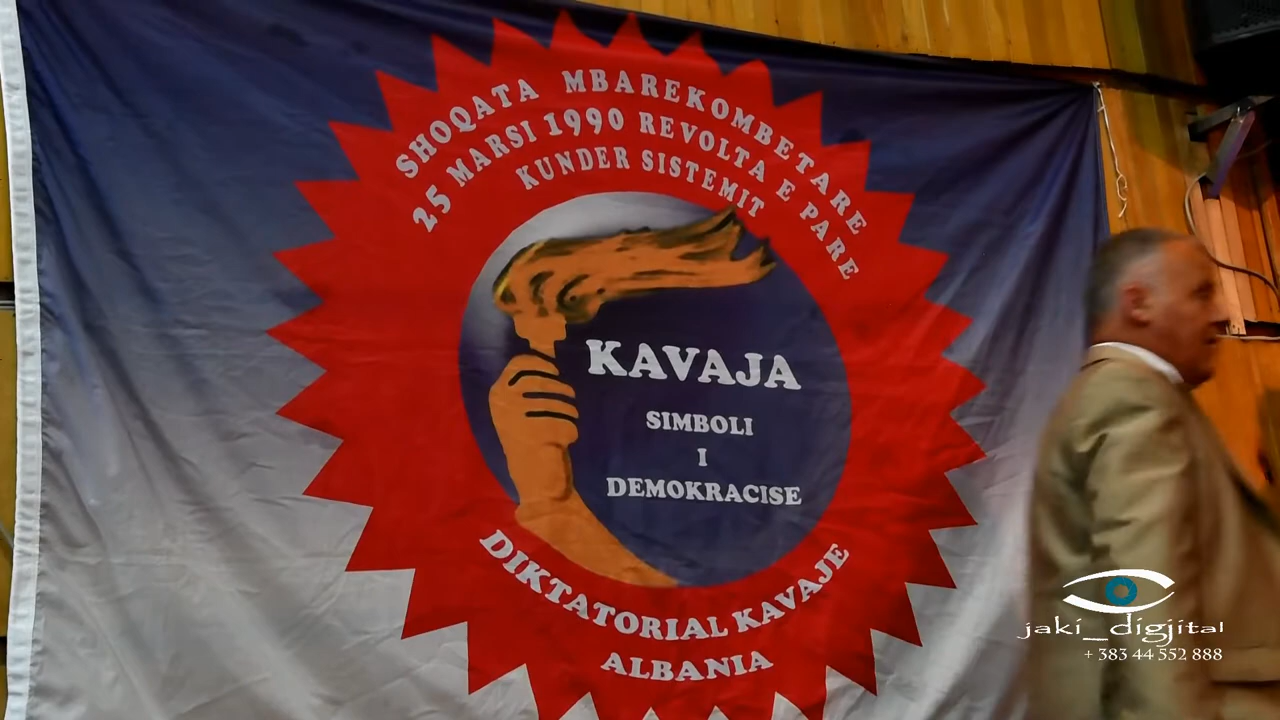 SHOQATA MBAREKOMBETARE
25 MARSI 1990 REVOLTA E PARE
KUNDER SISTEMIT
KAVAJA
SIMBOLI
I
DEMOKRACISE
DIKTATORIAL KAVAJE
ALBANIA
jaki_digjital
+ 383 44 552 888